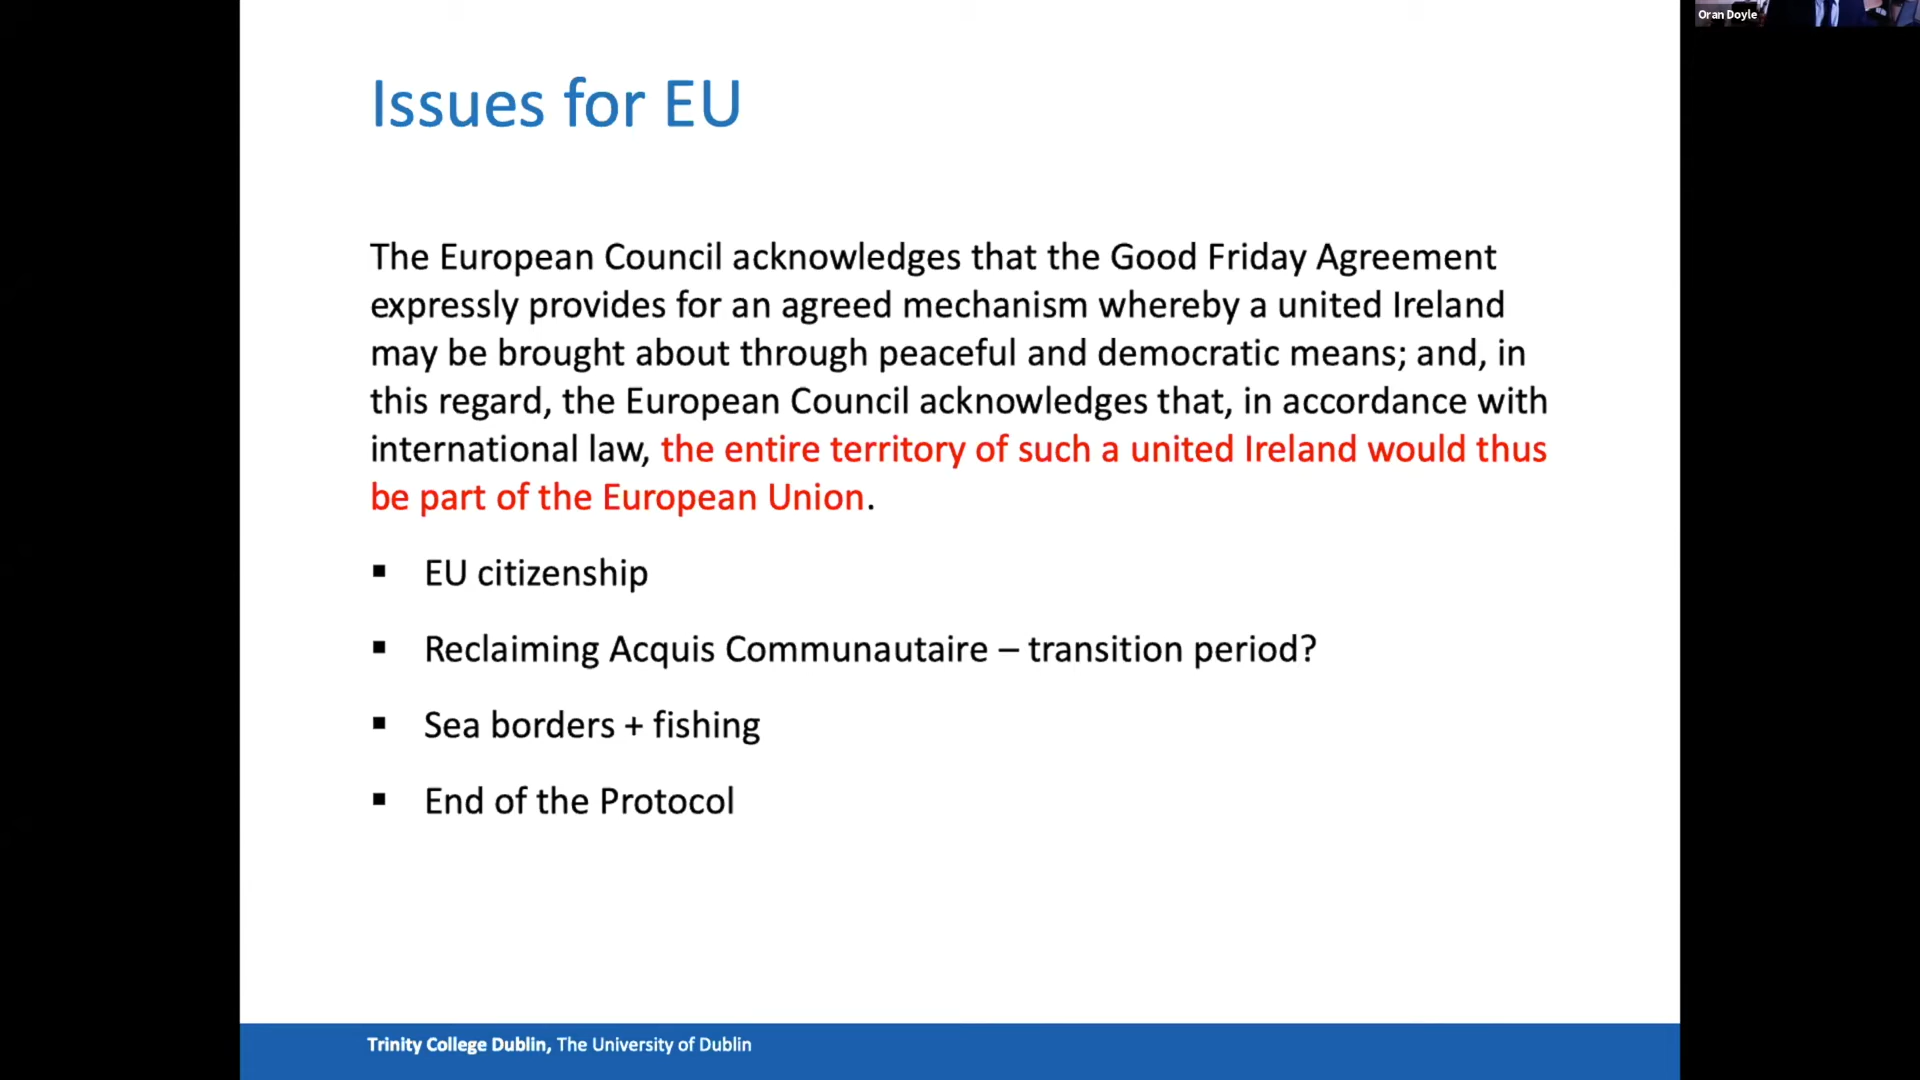 Oran Doyle
Issues for EU
The European Council acknowledges that the Good Friday Agreement
expressly provides for an agreed mechanism whereby a united Ireland
may be brought about through peaceful and democratic means; and, in
this regard, the European Council acknowledges that, in accordance with
international law, the entire territory of such a united Ireland would thus
be part of the European Union.
▪ EU citizenship
▪ Reclaiming Acquis Communautaire – transition period?
▪ Sea borders + fishing
▪ End of the Protocol
Trinity College Dublin, The University of Dublin